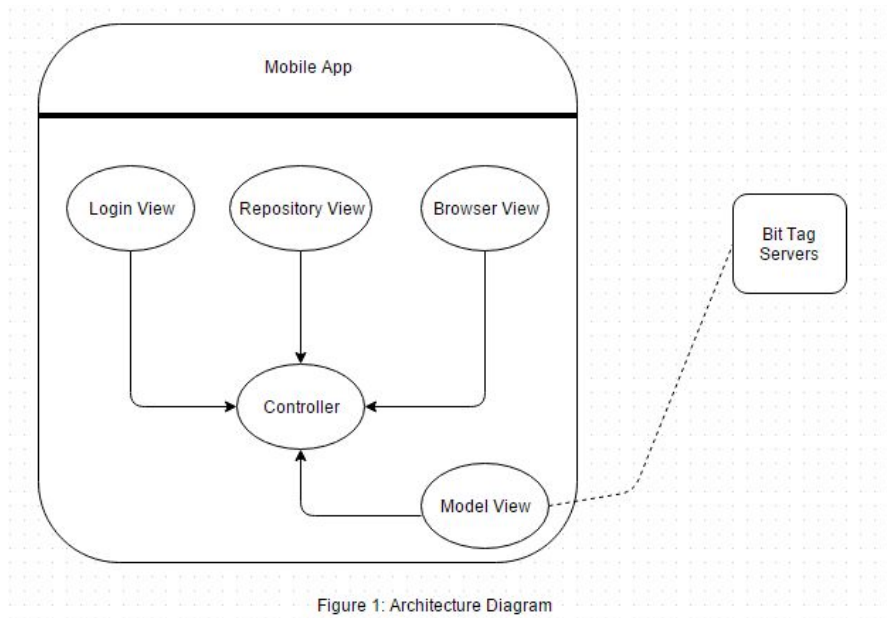 Mobile App
Login View
Repository View
Browser View
Bit Tag
Servers
Controller
Model View
Figure 1: Architecture Diagram